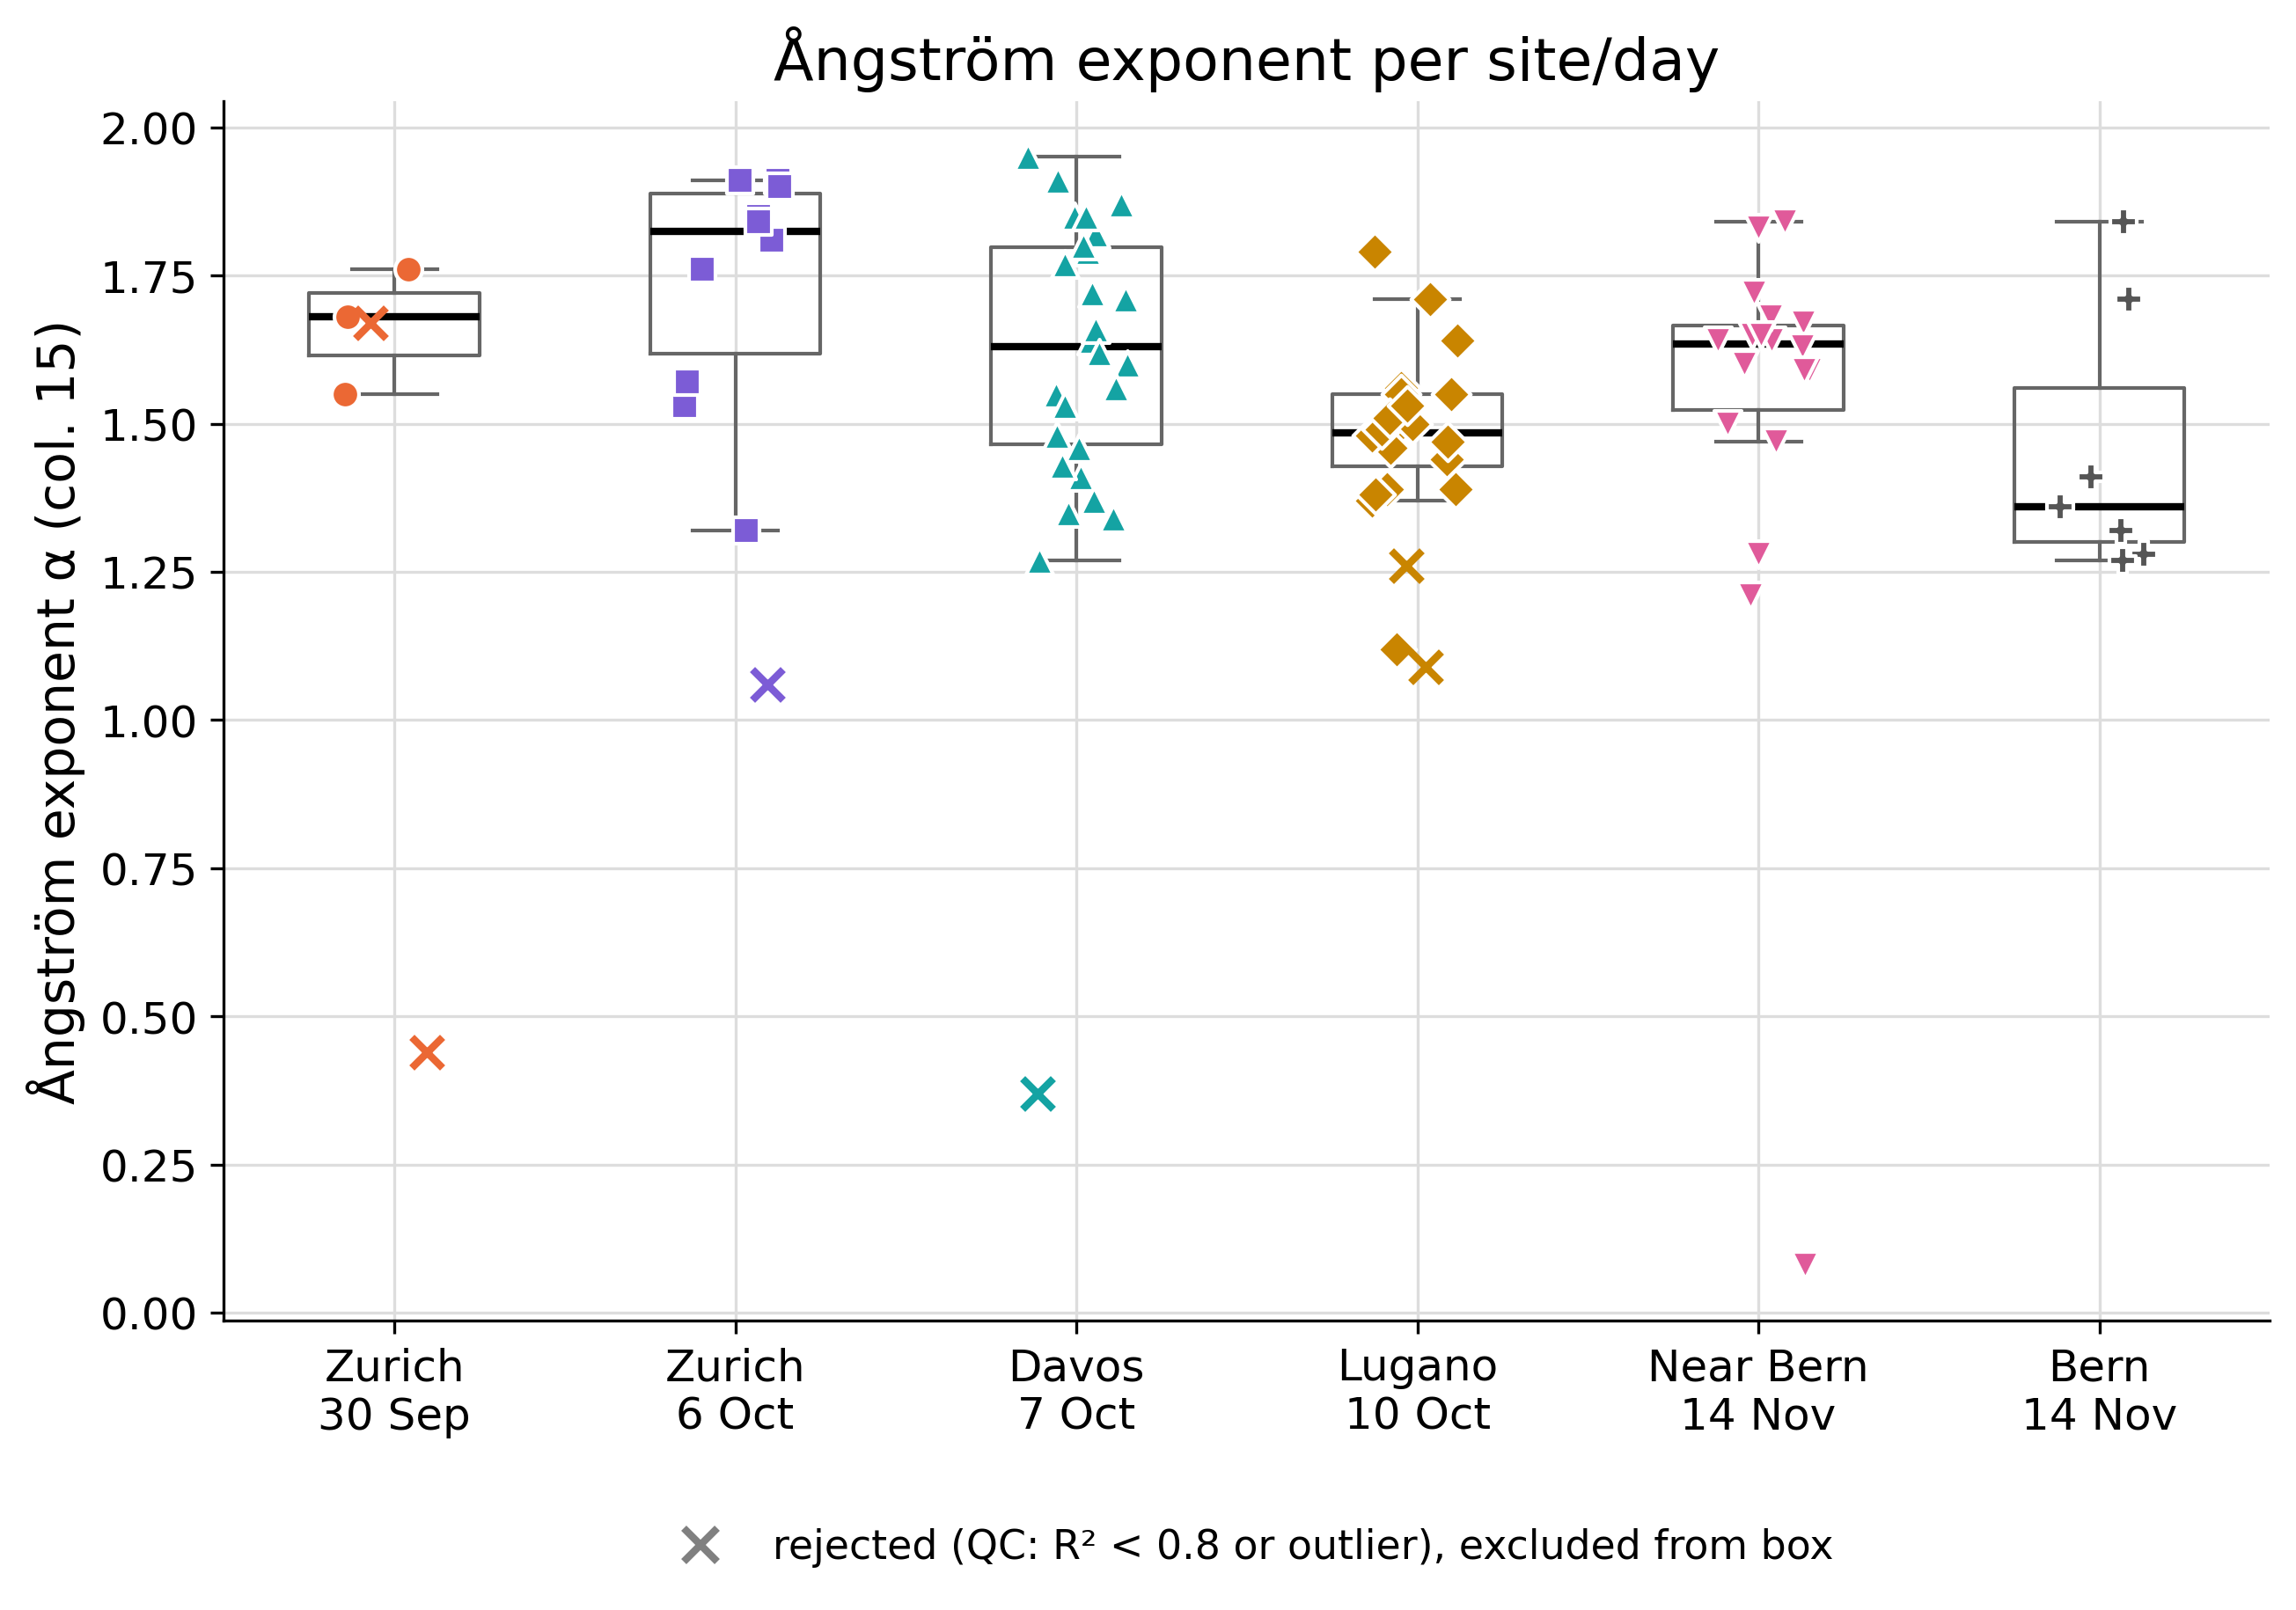 Ångström exponent per site/day
Ångström exponent α (col. 15)
2.00
1.75
1.50
1.25
1.00
0.75
0.50
0.25
0.00
Zurich
30 Sep
Zurich
6 Oct
Davos
7 Oct
Lugano
10 Oct
Near Bern
14 Nov
Bern
14 Nov
rejected (QC: R² < 0.8 or outlier), excluded from box